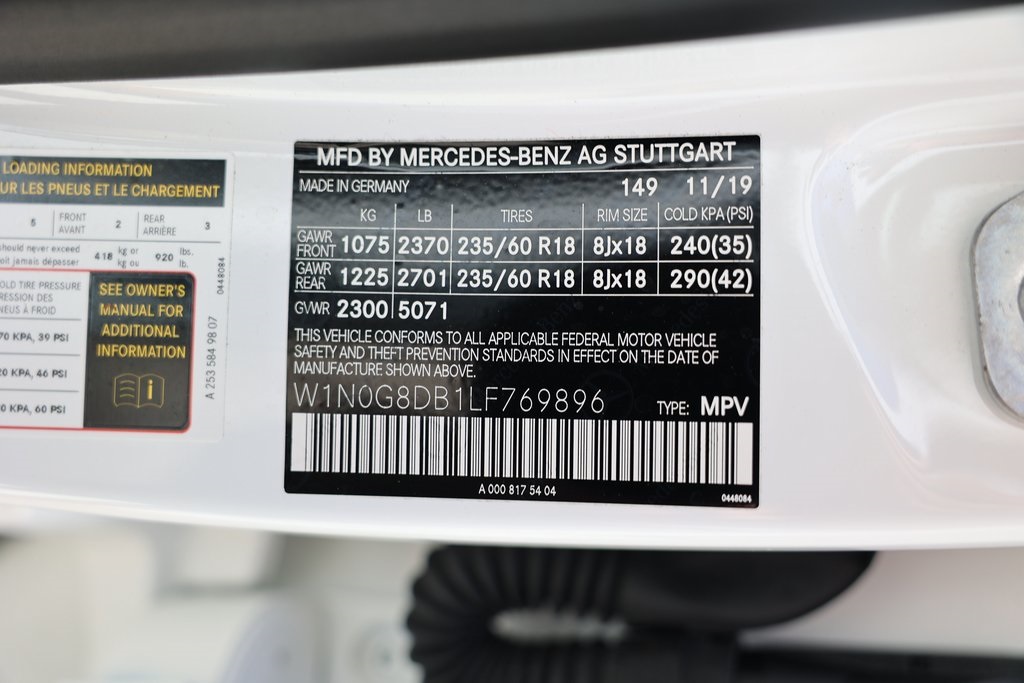 LOADING INFORMATION
UR LES PNEUS ET LE CHARGEMENT
5 FRONT AVANT 2 REAR ARRIÈRE 3
should never exceed
oit jamais dépasser 418 kg or kg ou 920 lbs. lb.
OLD TIRE PRESSURE
RESSION DES
NEUS À FROID
70 KPA, 39 PSI
20 KPA, 46 PSI
0 KPA, 60 PSI
SEE OWNER'S
MANUAL FOR
ADDITIONAL
INFORMATION
i
A 253 584 98 07
0448084
MFD BY MERCEDES-BENZ AG STUTTGART
MADE IN GERMANY 149 11/19
KG LB TIRES RIM SIZE COLD KPA (PSI)
GAWR FRONT 1075 2370 235/60 R18 8Jx18 240(35)
GAWR REAR 1225 2701 235/60 R18 8Jx18 290(42)
GVWR 2300 5071
THIS VEHICLE CONFORMS TO ALL APPLICABLE FEDERAL MOTOR VEHICLE
SAFETY AND THEFT PREVENTION STANDARDS IN EFFECT ON THE DATE OF
MANUFACTURE SHOWN ABOVE.
W1N0G8DB1LF769896 TYPE: MPV
A 000 817 54 04
0448084